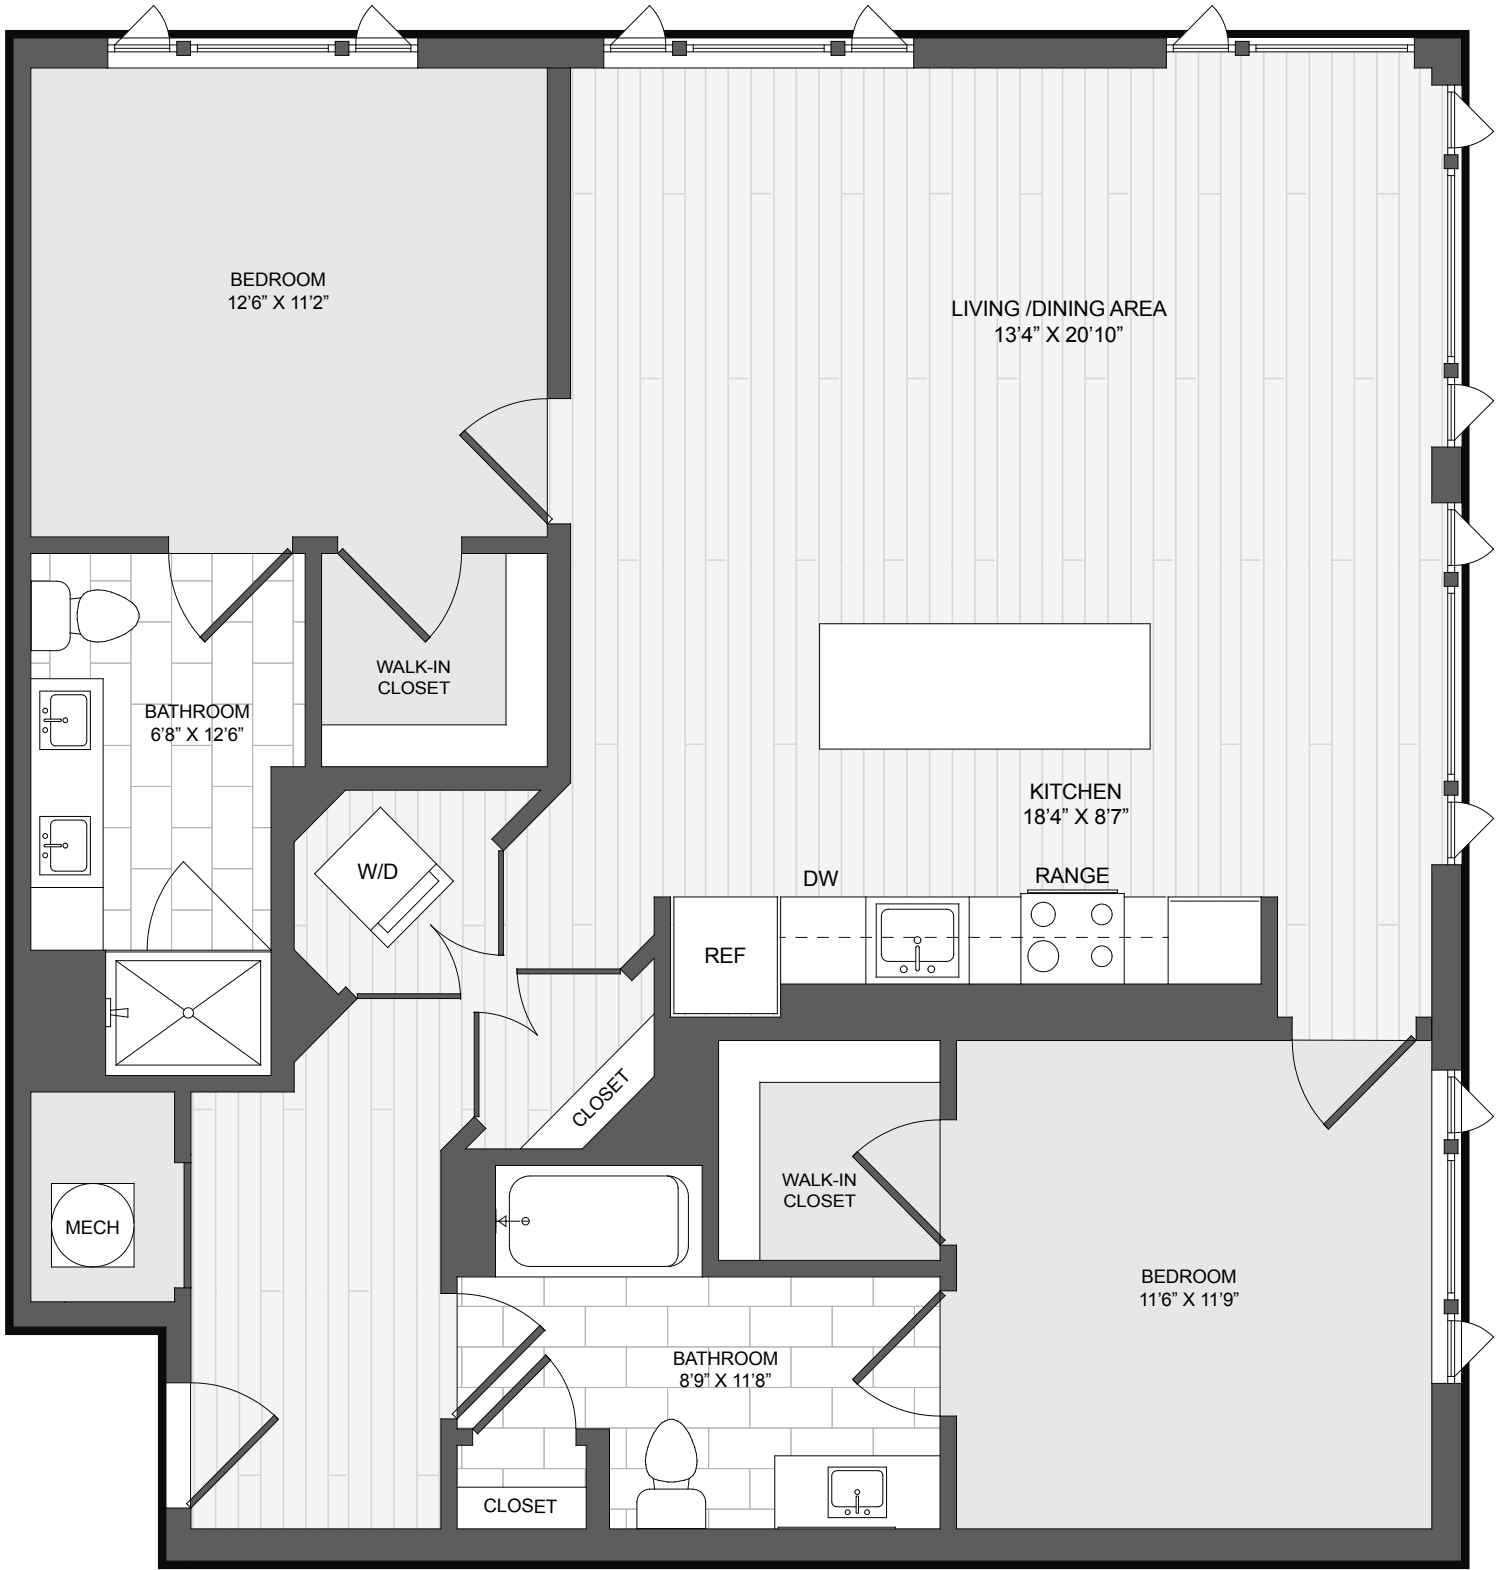 BEDROOM
12’6” X 11’2”
LIVING /DINING AREA
13’4” X 20’10”
WALK-IN
CLOSET
BATHROOM
6’8” X 12’6”
KITCHEN
18’4” X 8’7”
W/D
DW
RANGE
REF
CLOSET
WALK-IN
CLOSET
MECH
BEDROOM
11’6” X 11’9”
BATHROOM
8’9” X 11’8”
CLOSET